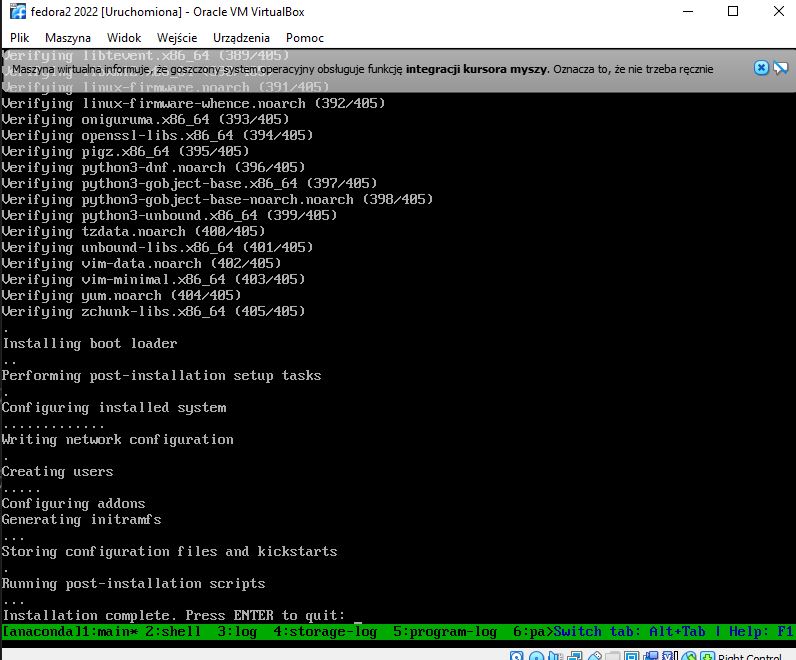 fedora2 2022 [Uruchomiona] - Oracle VM VirtualBox
Plik Maszyna Widok Wejście Urządzenia Pomoc
Verifying libtevent.x86_64 (389/405)
Maszyna wirtualna informuje, że goszczony system operacyjny obsługuje funkcję integracji kursora myszy. Oznacza to, że nie trzeba ręcznie
Verifying linux-firmware.noarch (391/405)
Verifying linux-firmware-whence.noarch (392/405)
Verifying oniguruma.x86_64 (393/405)
Verifying openssl-libs.x86_64 (394/405)
Verifying pigz.x86_64 (395/405)
Verifying python3-dnf.noarch (396/405)
Verifying python3-gobject-base.x86_64 (397/405)
Verifying python3-gobject-base-noarch.noarch (398/405)
Verifying python3-unbound.x86_64 (399/405)
Verifying tzdata.noarch (400/405)
Verifying unbound-libs.x86_64 (401/405)
Verifying vim-data.noarch (402/405)
Verifying vim-minimal.x86_64 (403/405)
Verifying yum.noarch (404/405)
Verifying zchunk-libs.x86_64 (405/405)
.
Installing boot loader
..
Performing post-installation setup tasks
.
Configuring installed system
.............
Writing network configuration
.
Creating users
.....
Configuring addons
Generating initramfs
...
Storing configuration files and kickstarts
.
Running post-installation scripts
...
Installation complete. Press ENTER to quit: _
[anaconda]1:main* 2:shell 3:log 4:storage-log 5:program-log 6:pa>Switch tab: Alt+Tab | Help: F1
Right Control